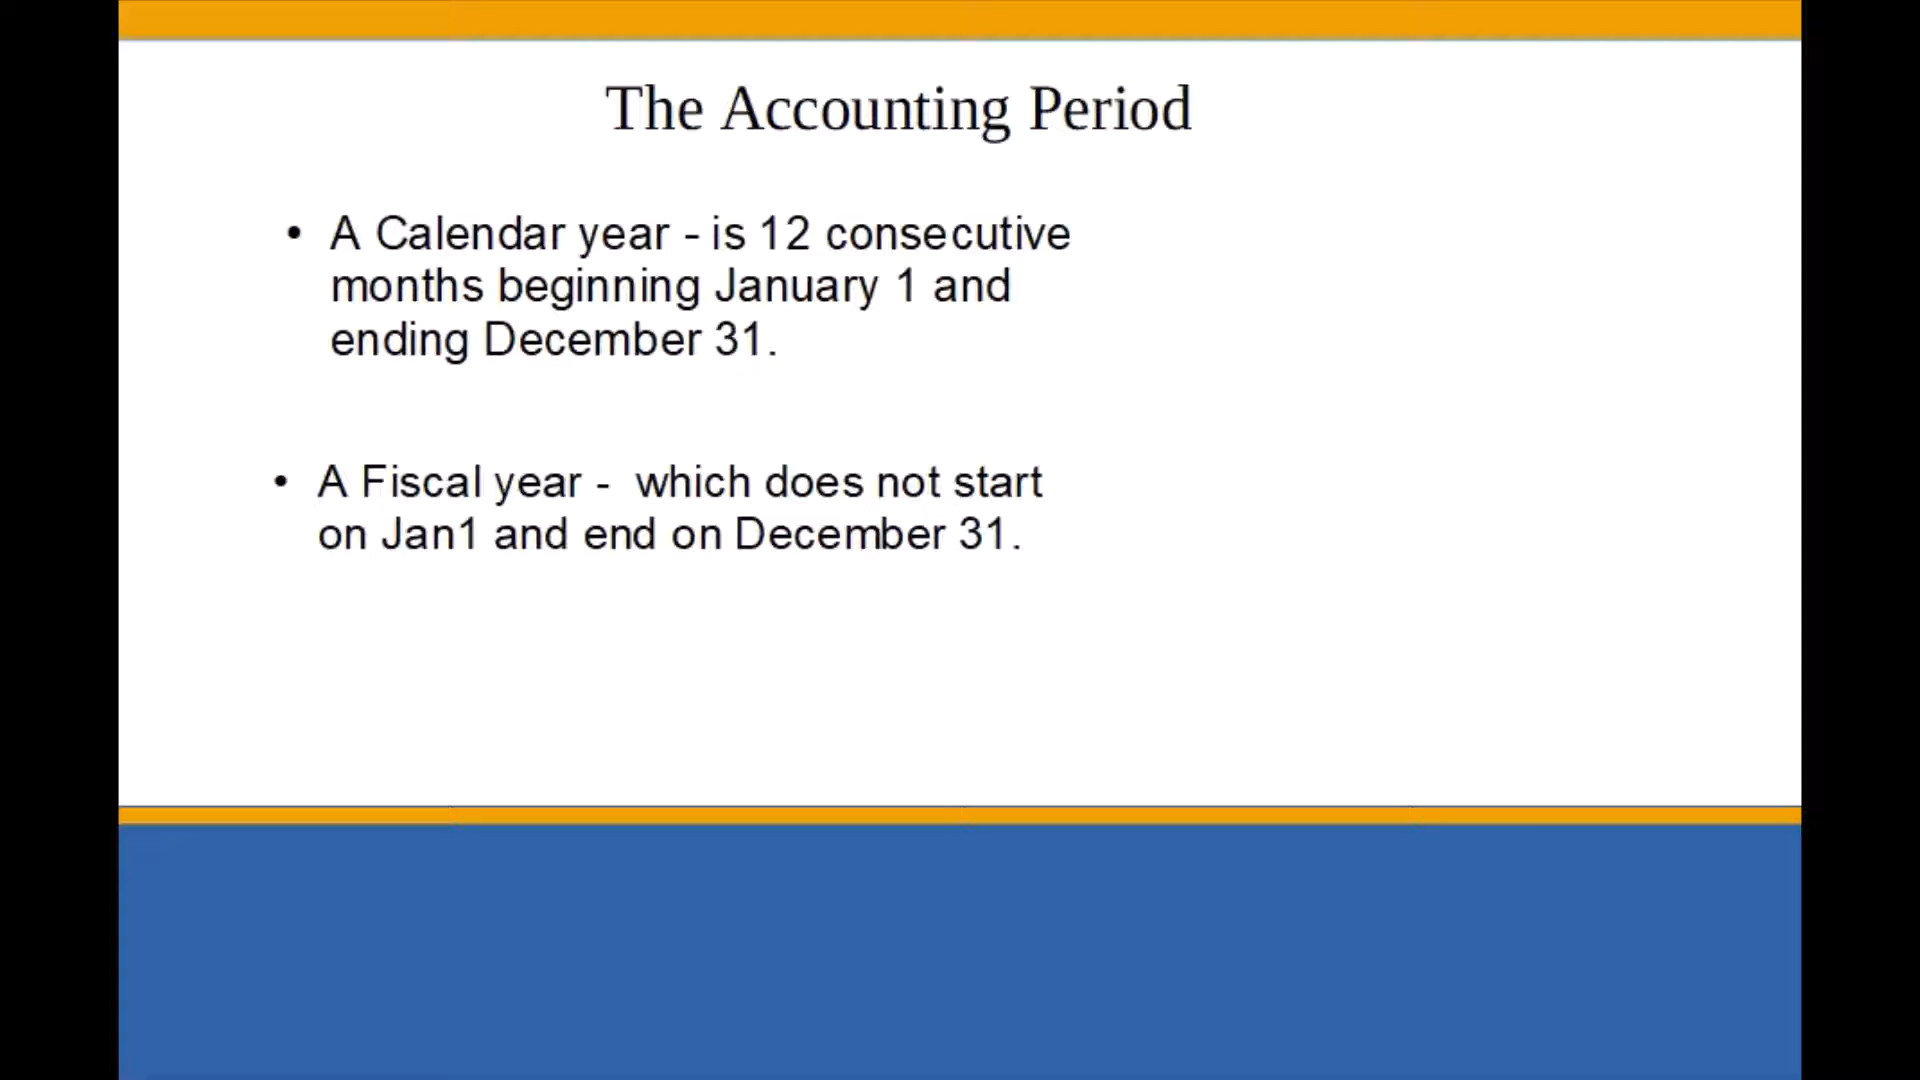 The Accounting Period
• A Calendar year - is 12 consecutive
months beginning January 1 and
ending December 31.
• A Fiscal year -  which does not start
on Jan1 and end on December 31.